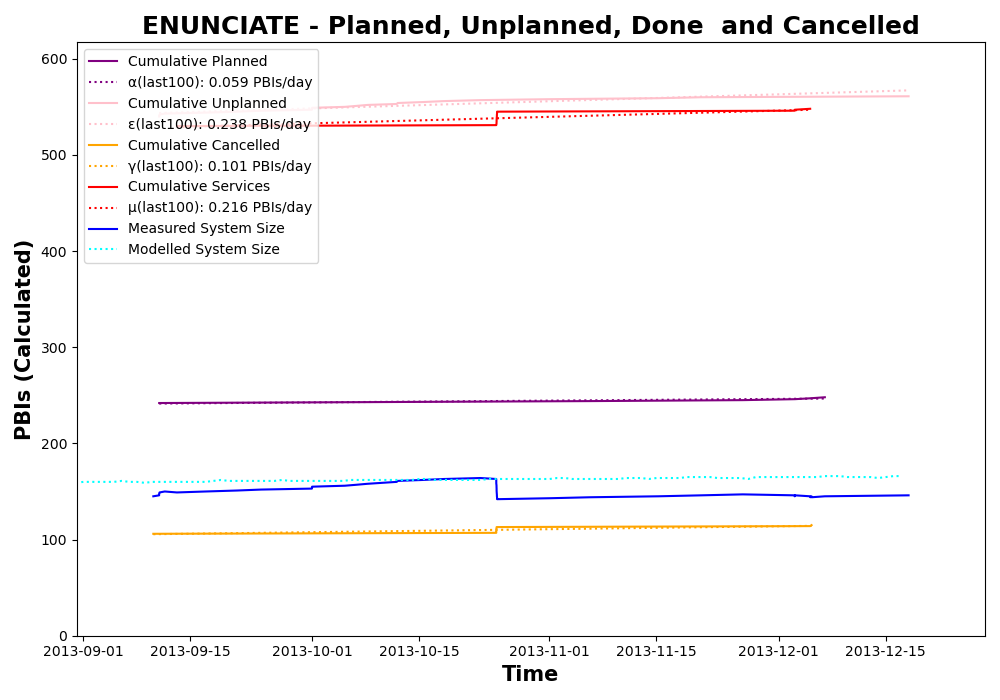 ENUNCIATE - Planned, Unplanned, Done  and Cancelled
600
500
400
300
200
100
0
PBIs (Calculated)
Cumulative Planned
α(last100): 0.059 PBIs/day
Cumulative Unplanned
ε(last100): 0.238 PBIs/day
Cumulative Cancelled
γ(last100): 0.101 PBIs/day
Cumulative Services
μ(last100): 0.216 PBIs/day
Measured System Size
Modelled System Size
2013-09-01 2013-09-15 2013-10-01 2013-10-15 2013-11-01 2013-11-15 2013-12-01 2013-12-15
Time